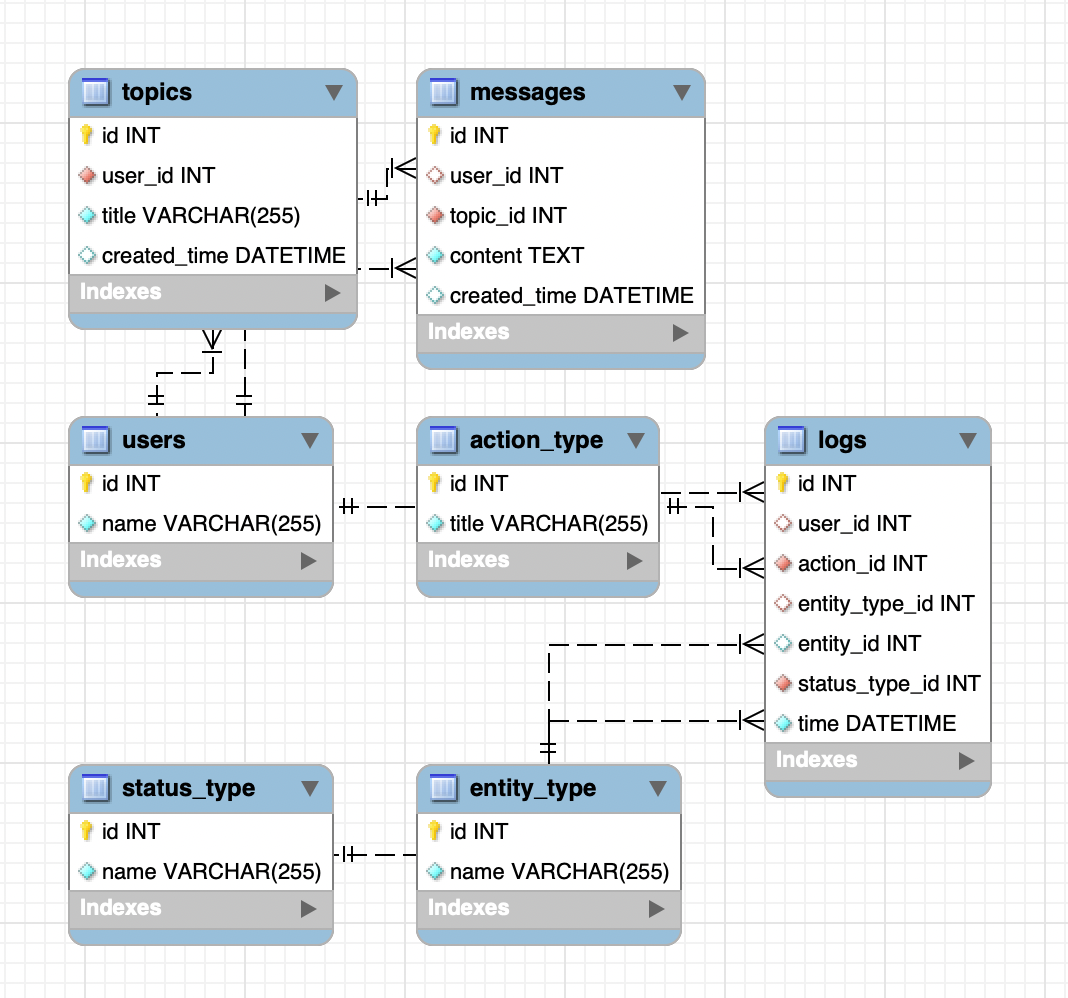 topics
id INT
user_id INT
title VARCHAR(255)
created_time DATETIME
Indexes
messages
id INT
user_id INT
topic_id INT
content TEXT
created_time DATETIME
Indexes
users
id INT
name VARCHAR(255)
Indexes
action_type
id INT
title VARCHAR(255)
Indexes
logs
id INT
user_id INT
action_id INT
entity_type_id INT
entity_id INT
status_type_id INT
time DATETIME
Indexes
status_type
id INT
name VARCHAR(255)
Indexes
entity_type
id INT
name VARCHAR(255)
Indexes